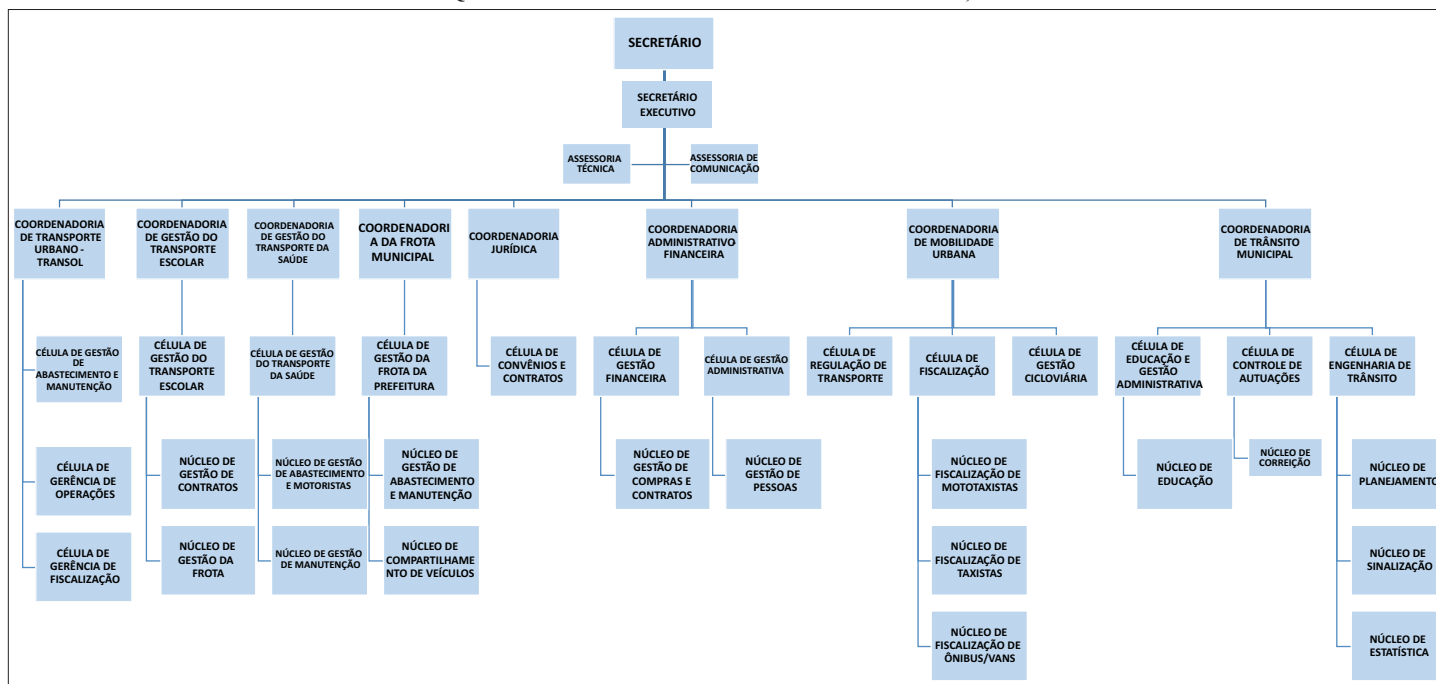 SECRETÁRIO
SECRETÁRIO
EXECUTIVO
ASSESSORIA
TÉCNICA
ASSESSORIA DE
COMUNICAÇÃO
COORDENADORIA
DE TRANSPORTE
URBANO -
TRANSOL
COORDENADORIA
DE GESTÃO DO
TRANSPORTE
ESCOLAR
COORDENADORIA
DE GESTÃO DO
TRANSPORTE DA
SAÚDE
COORDENADORI
A DA FROTA
MUNICIPAL
COORDENADORIA
JURÍDICA
COORDENADORIA
ADMINISTRATIVO
FINANCEIRA
COORDENADORIA
DE MOBILIDADE
URBANA
COORDENADORIA
DE TRÂNSITO
MUNICIPAL
CÉLULA DE GESTÃO
DE
ABASTECIMENTO E
MANUTENÇÃO
CÉLULA DE
GESTÃO DO
TRANSPORTE
ESCOLAR
CÉLULA DE GESTÃO
DO TRANSPORTE
DA SAÚDE
CÉLULA DE
GESTÃO DA
FROTA DA
PREFEITURA
CÉLULA DE
CONVÊNIOS E
CONTRATOS
CÉLULA DE
GESTÃO
FINANCEIRA
CÉLULA DE GESTÃO
ADMINISTRATIVA
CÉLULA DE
REGULAÇÃO DE
TRANSPORTE
CÉLULA DE
FISCALIZAÇÃO
CÉLULA DE
GESTÃO
CICLOVIÁRIA
CÉLULA DE
EDUCAÇÃO E
GESTÃO
ADMINISTRATIVA
CÉLULA DE
CONTROLE DE
AUTUAÇÕES
CÉLULA DE
ENGENHARIA DE
TRÂNSITO
CÉLULA DE
GERÊNCIA DE
OPERAÇÕES
NÚCLEO DE
GESTÃO DE
CONTRATOS
NÚCLEO DE GESTÃO
DE ABASTECIMENTO
E MOTORISTAS
NÚCLEO DE
GESTÃO DE
ABASTECIMENTO
E MANUTENÇÃO
NÚCLEO DE
GESTÃO DE
COMPRAS E
CONTRATOS
NÚCLEO DE
GESTÃO DE
PESSOAS
NÚCLEO DE
FISCALIZAÇÃO DE
MOTOTAXISTAS
NÚCLEO DE
EDUCAÇÃO
NÚCLEO DE
CORREIÇÃO
NÚCLEO DE
PLANEJAMENTO
CÉLULA DE
GERÊNCIA DE
FISCALIZAÇÃO
NÚCLEO DE
GESTÃO DA
FROTA
NÚCLEO DE GESTÃO
DE MANUTENÇÃO
NÚCLEO DE
COMPARTILHAME
NTO DE VEÍCULOS
NÚCLEO DE
FISCALIZAÇÃO DE
TAXISTAS
NÚCLEO DE
SINALIZAÇÃO
NÚCLEO DE
FISCALIZAÇÃO DE
ÔNIBUS/VANS
NÚCLEO DE
ESTATÍSTICA